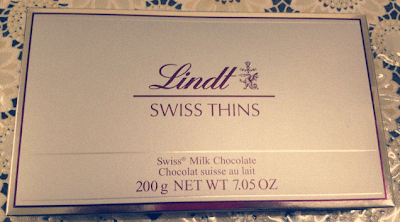 Lindt
SWISS THINS
Swiss® Milk Chocolate
Chocolat suisse au lait
200 g NET WT 7.05 OZ